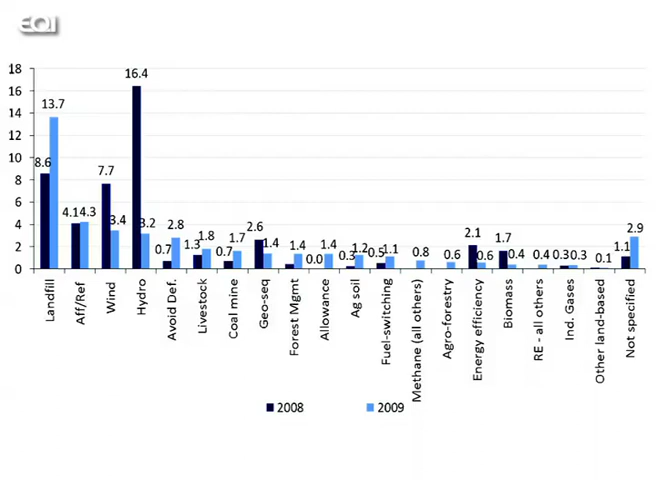 EQI
18
16
14
12
10
8
6
4
2
0
8.6 13.7
4.1 4.3
7.7 3.4
16.4 3.2
0.7 2.8
1.3 1.8
0.7 1.7
2.6 1.4
1.4
0.0 1.4
0.3 1.2
0.5 1.1
0.8
0.6
2.1 0.6
1.7 0.4
0.4
0.3 0.3
0.1
1.1 2.9
Landfill
Aff/Ref
Wind
Hydro
Avoid Def.
Livestock
Coal mine
Geo-seq
Forest Mgmt
Allowance
Ag soil
Fuel-switching
Methane (all others)
Agro-forestry
Energy efficiency
Biomass
RE - all others
Ind. Gases
Other land-based
Not specified
2008 2009